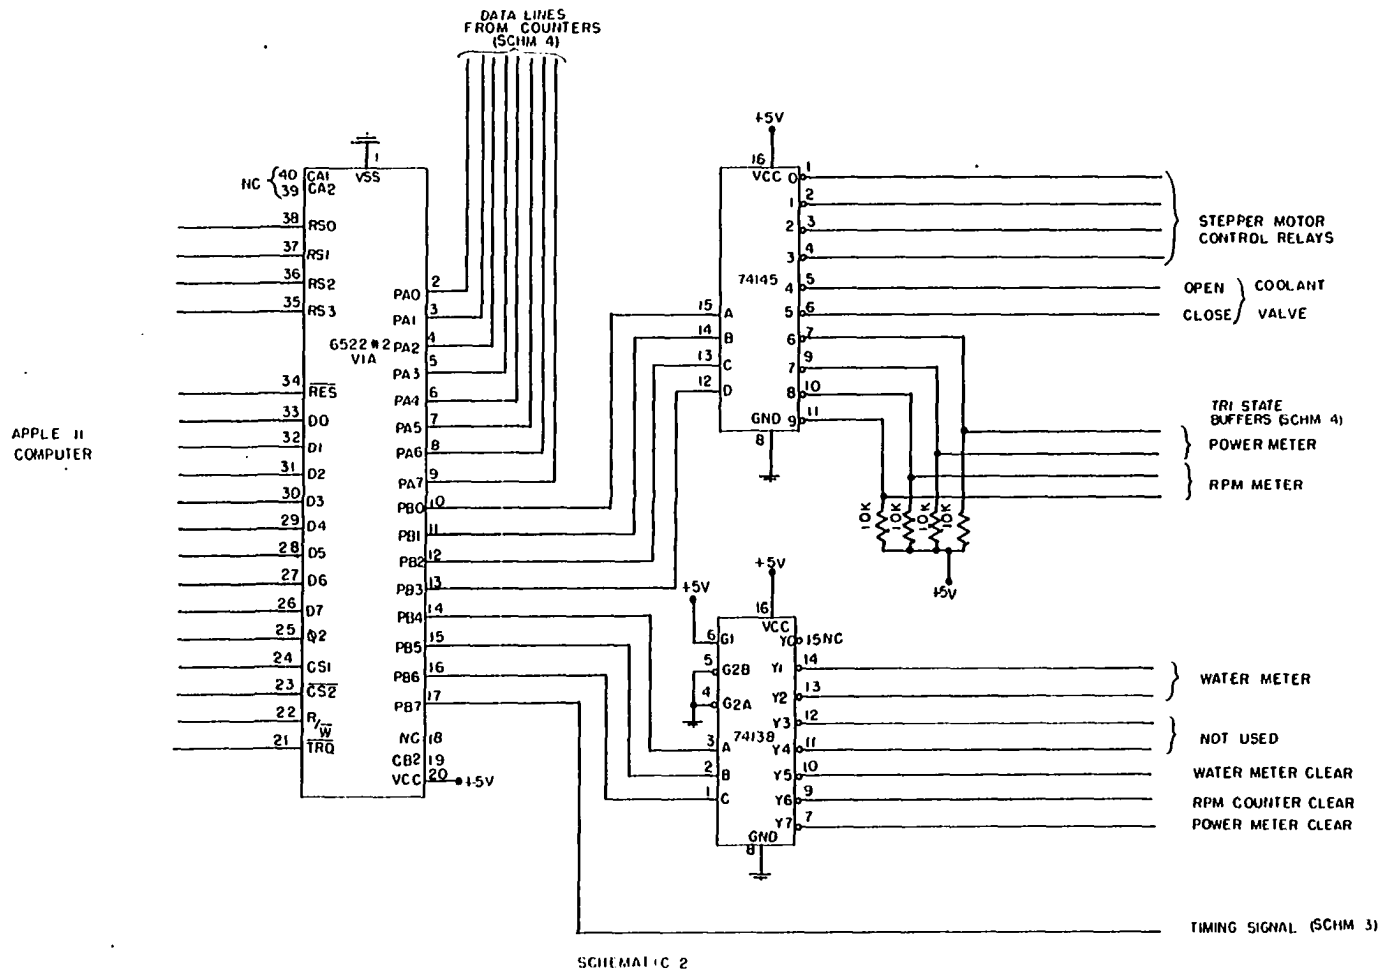 DATA LINES
FROM COUNTERS
(SCHM 4)
APPLE II
COMPUTER
NC
40 CA1
39 CA2
1
VSS
38 RS0
37 RS1
36 RS2
35 RS3
6522#2
VIA
34 RES
33 D0
32 D1
31 D2
30 D3
29 D4
28 D5
27 D6
26 D7
25 Φ2
24 CS1
23 CS2
22 R/W
21 IRQ
PA0 2
PA1 3
PA2 4
PA3 5
PA4 6
PA5 7
PA6 8
PA7 9
PB0 10
PB1 11
PB2 12
PB3 13
PB4 14
PB5 15
PB6 16
PB7 17
NC 18
CB2 19
VCC 20 +5V
+5V
16
VCC
74145
15 A
14 B
13 C
12 D
GND
8
0 1
1 2
2 3
3 4
4 5
5 6
6 7
7 9
8 10
9 11
STEPPER MOTOR
CONTROL RELAYS
OPEN
CLOSE
COOLANT
VALVE
TRI STATE
BUFFERS (SCHM 4)
POWER METER
RPM METER
10K 10K 10K 10K
+5V
+5V
+5V
16
VCC
6 G1
5 G2B
4 G2A
74138
3 A
2 B
1 C
GND
8
Y0 15 NC
Y1 14
Y2 13
Y3 12
Y4 11
Y5 10
Y6 9
Y7 7
WATER METER
NOT USED
WATER METER CLEAR
RPM COUNTER CLEAR
POWER METER CLEAR
TIMING SIGNAL (SCHM 3)
SCHEMATIC 2